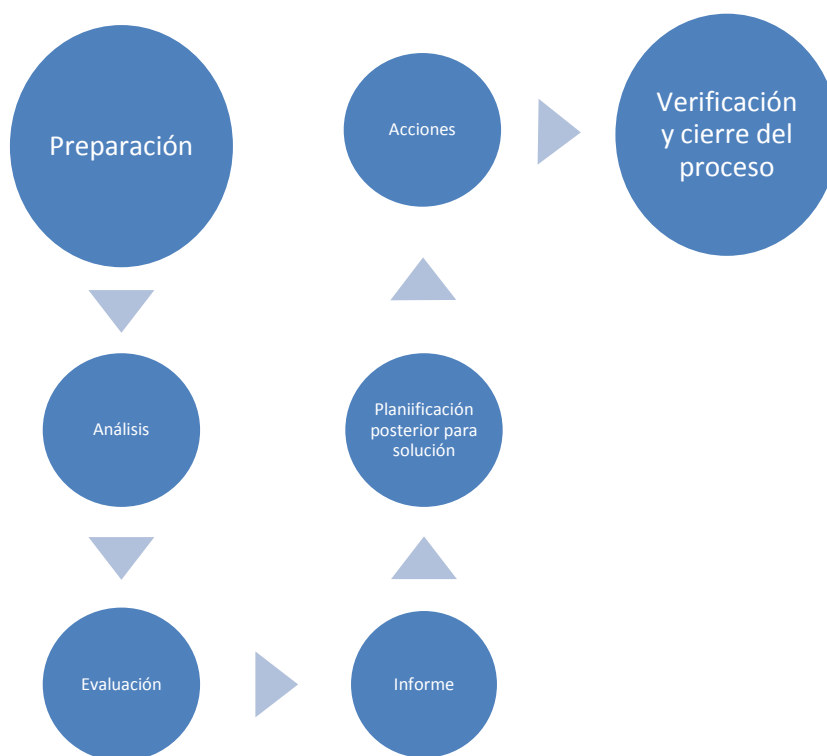 Preparación
Análisis
Evaluación
Informe
Planiificación
posterior para
solución
Acciones
Verificación
y cierre del
proceso